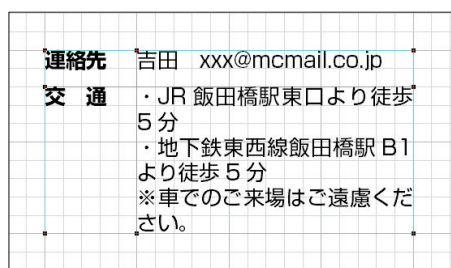 連絡先　吉田　xxx@mcmail.co.jp
交　通　・JR 飯田橋駅東口より徒歩
5 分
・地下鉄東西線飯田橋駅 B1
より徒歩 5 分
※車でのご来場はご遠慮くだ
さい。